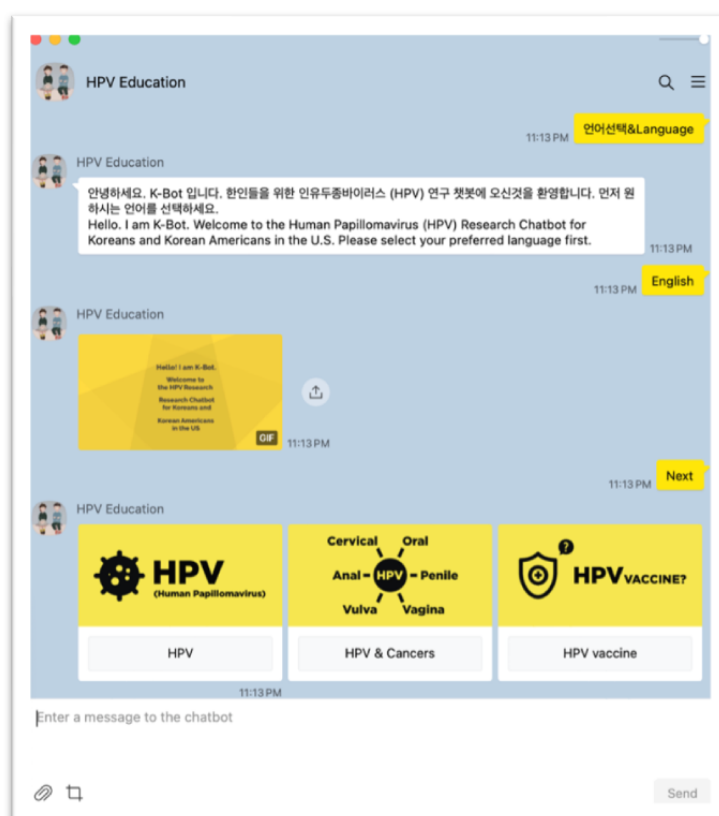 HPV Education
언어선택&Language
11:13 PM
HPV Education
안녕하세요. K-Bot 입니다. 한인들을 위한 인유두종바이러스 (HPV) 연구 챗봇에 오신것을 환영합니다. 먼저 원
하시는 언어를 선택하세요.
Hello. I am K-Bot. Welcome to the Human Papillomavirus (HPV) Research Chatbot for
Koreans and Korean Americans in the U.S. Please select your preferred language first.
11:13 PM
English
11:13 PM
HPV Education
Hello! I am K-Bot.
Welcome to
the HPV Research
Research Chatbot
for Koreans and
Korean Americans
in the US
GIF
11:13 PM
Next
11:13 PM
HPV Education
HPV
(Human Papillomavirus)
HPV
Cervical Oral
Anal - HPV - Penile
Vulva Vagina
HPV & Cancers
?
HPV VACCINE?
HPV vaccine
11:13 PM
Enter a message to the chatbot
Send